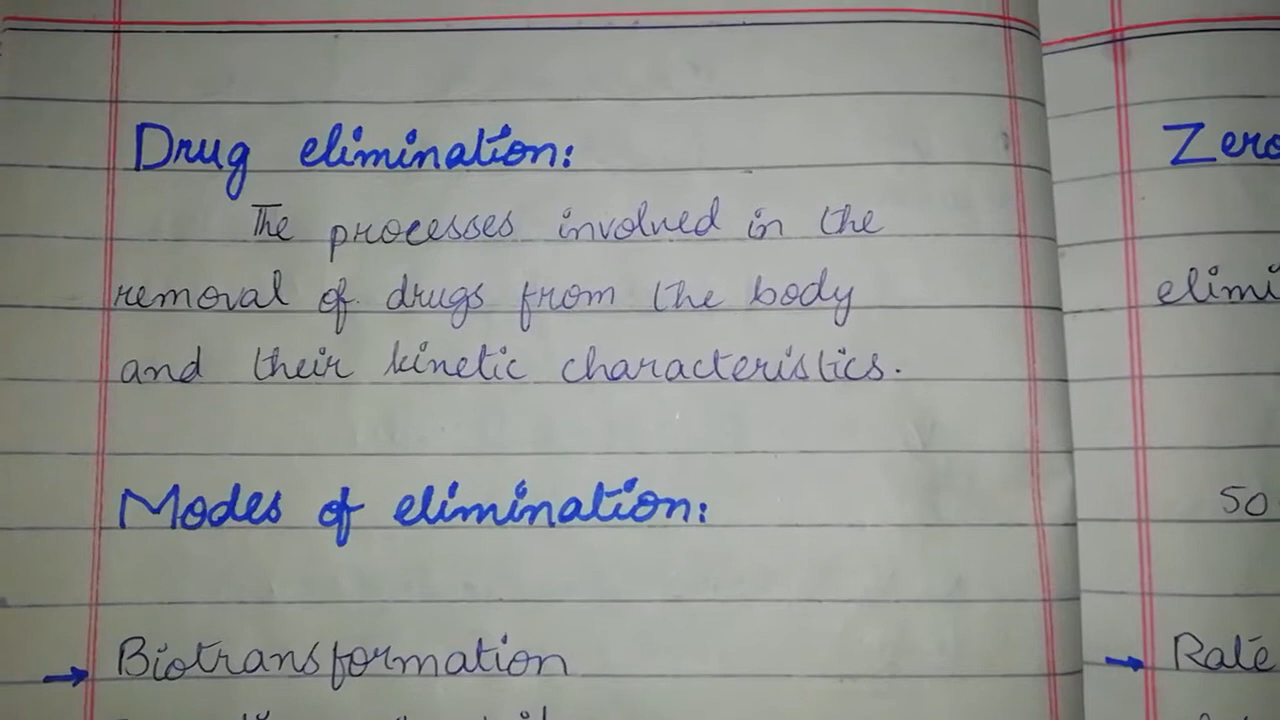 Drug elimination:
The processes involved in the
removal of drugs from the body
and their kinetic characteristics.
Modes of elimination:
→ Biotransformation
Zero
elimi
50
→ Rate